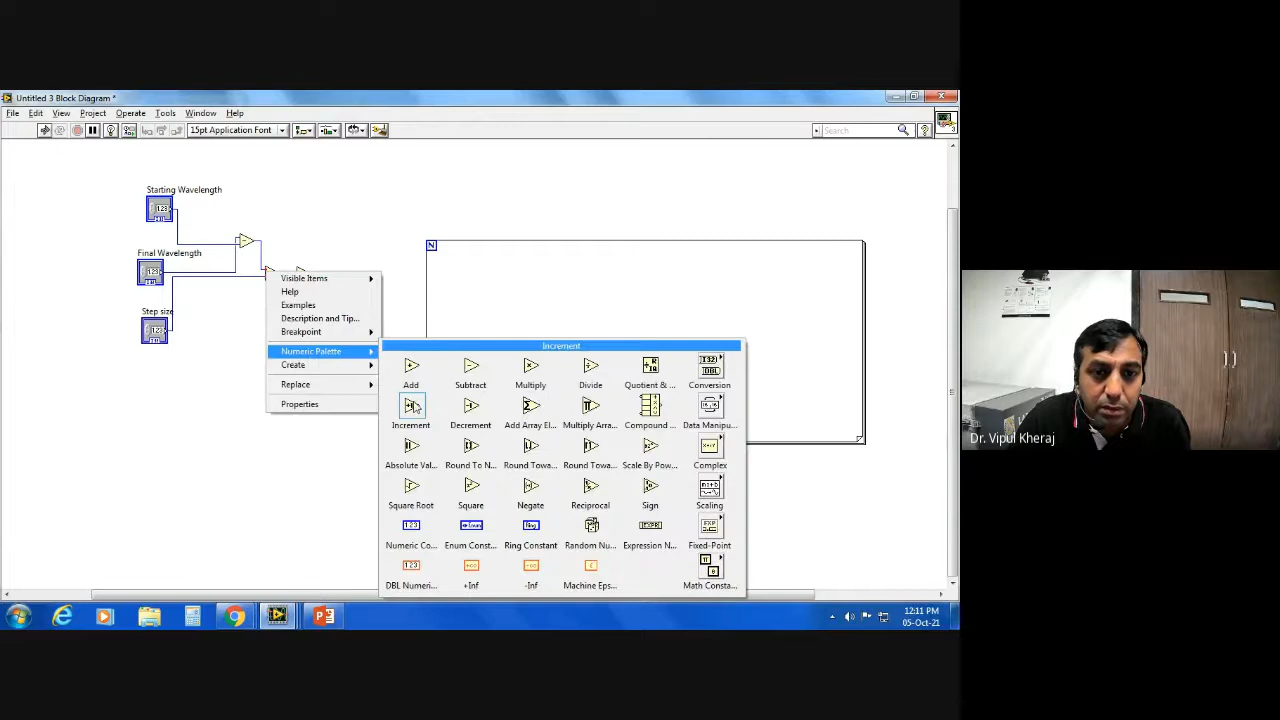 Untitled 3 Block Diagram *
File Edit View Project Operate Tools Window Help
15pt Application Font
Search
3
Starting Wavelength
123
Final Wavelength
123
Step size
123
N
Visible Items
Help
Examples
Description and Tip...
Breakpoint
Numeric Palette
Create
Replace
Properties
Increment
Add Subtract Multiply Divide Quotient & ... Conversion
Increment Decrement Add Array El... Multiply Arra... Compound ... Data Manipu...
Absolute Val... Round To N... Round Towa... Round Towa... Scale By Pow... Complex
Square Root Square Negate Reciprocal Sign Scaling
Numeric Co... Enum Const... Ring Constant Random Nu... Expression N... Fixed-Point
DBL Numeri... +Inf -Inf Machine Eps... Math Consta...
Dr. Vipul Kheraj
12:11 PM
05-Oct-21